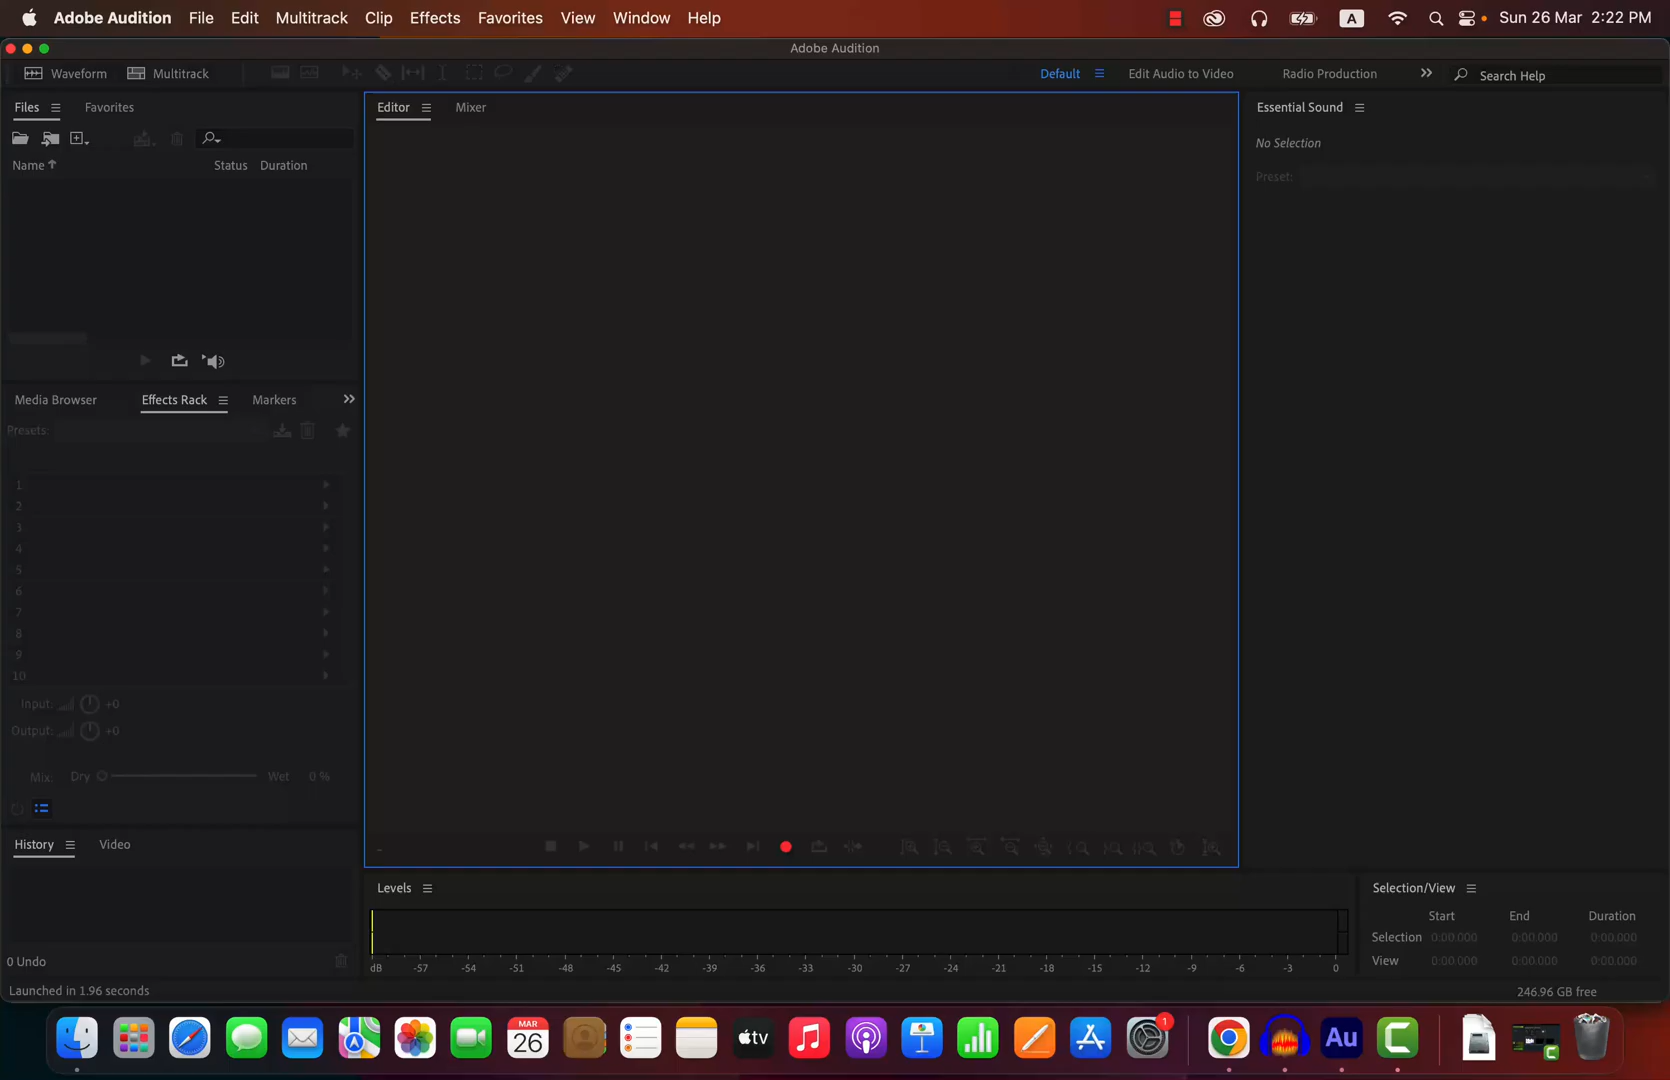 Adobe Audition File Edit Multitrack Clip Effects Favorites View Window Help A Sun 26 Mar 2:22 PM
Adobe Audition
Waveform Multitrack Default Edit Audio to Video Radio Production Search Help
Files Favorites
Name Status Duration
Editor Mixer
Essential Sound
No Selection
Preset:
Media Browser Effects Rack Markers
Presets:
1
2
3
4
5
6
7
8
9
10
Input: +0
Output: +0
Mix: Dry Wet 0 %
History Video
0 Undo
Levels
dB -57 -54 -51 -48 -45 -42 -39 -36 -33 -30 -27 -24 -21 -18 -15 -12 -9 -6 -3 0
Selection/View
Start End Duration
Selection 0:00.000 0:00.000 0:00.000
View 0:00.000 0:00.000 0:00.000
Launched in 1.96 seconds
246.96 GB free
MAR
26
tv
1
Au
C